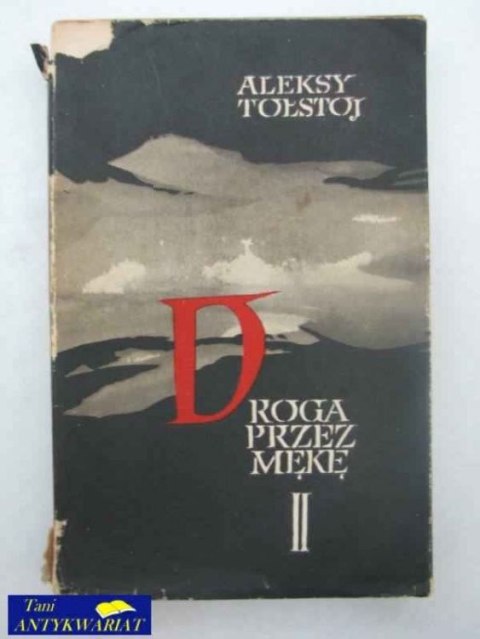 ALEKSY
TOŁSTOJ
DROGA
PRZEZ
MĘKĘ
II
Tani
ANTYKWARIAT